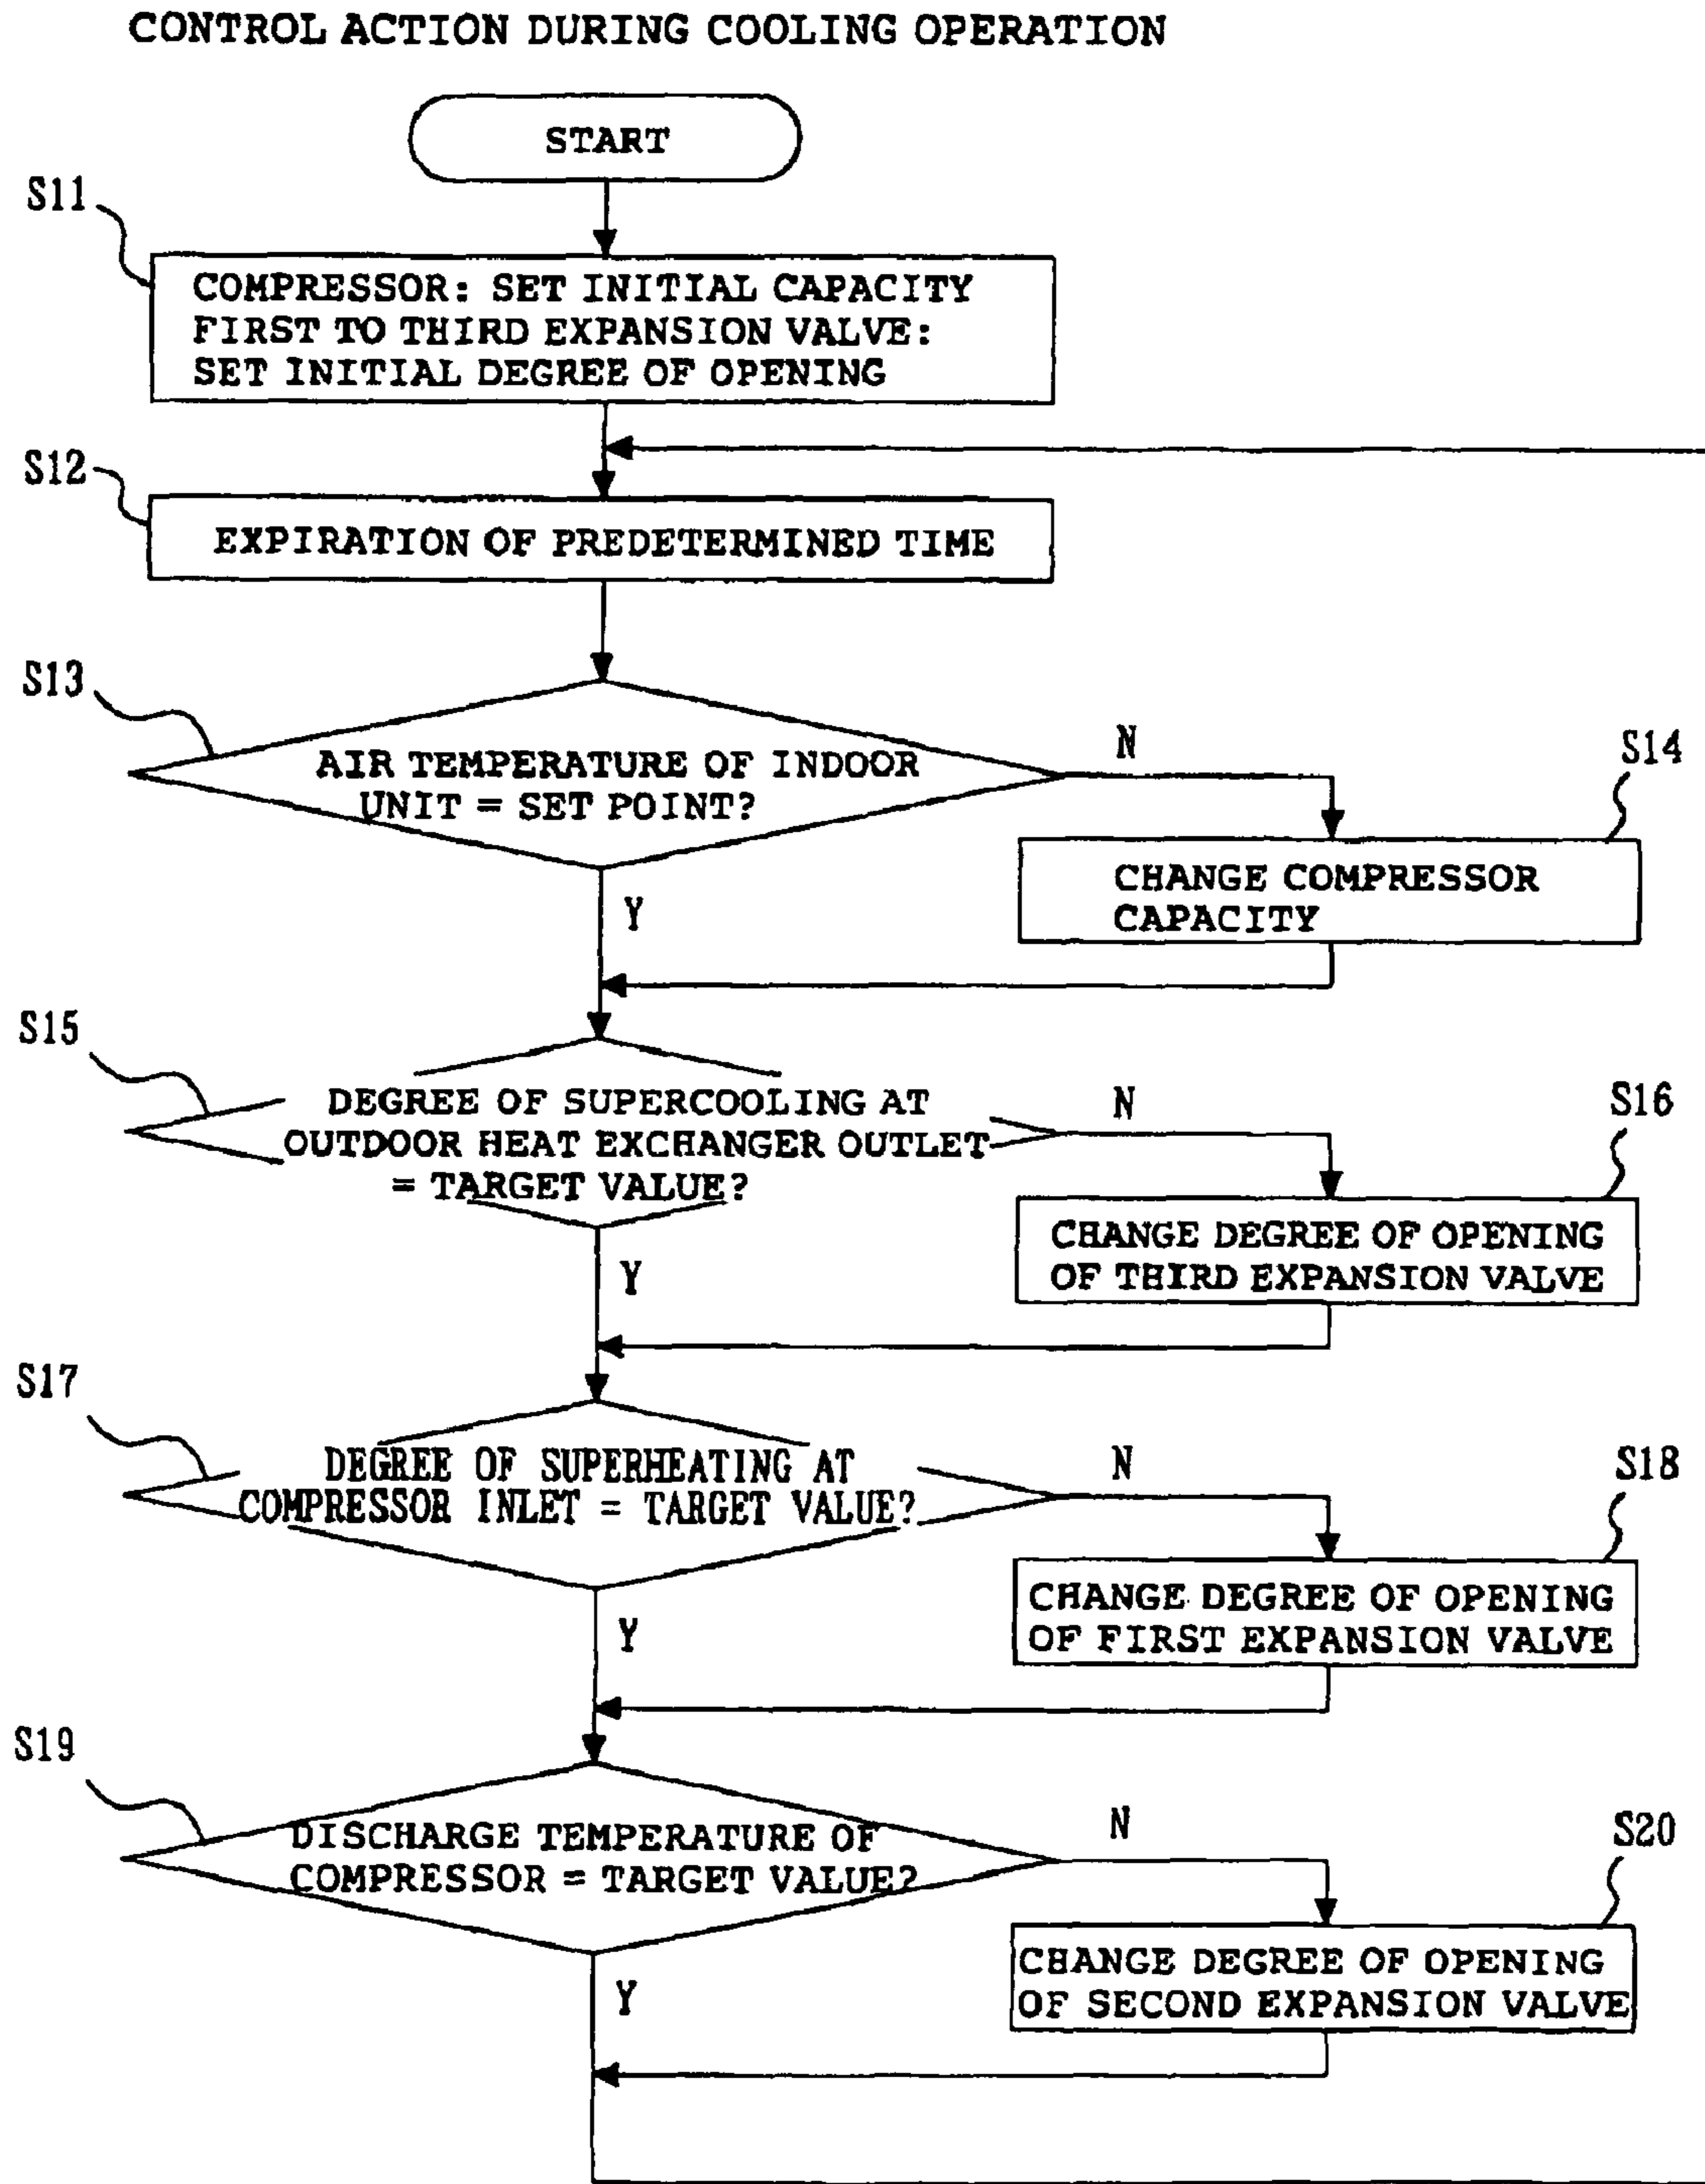 CONTROL ACTION DURING COOLING OPERATION
START
S11
COMPRESSOR: SET INITIAL CAPACITY
FIRST TO THIRD EXPANSION VALVE:
SET INITIAL DEGREE OF OPENING
S12
EXPIRATION OF PREDETERMINED TIME
S13
AIR TEMPERATURE OF INDOOR
UNIT = SET POINT?
N
S14
CHANGE COMPRESSOR
CAPACITY
Y
S15
DEGREE OF SUPERCOOLING AT
OUTDOOR HEAT EXCHANGER OUTLET
= TARGET VALUE?
N
S16
CHANGE DEGREE OF OPENING
OF THIRD EXPANSION VALVE
Y
S17
DEGREE OF SUPERHEATING AT
COMPRESSOR INLET = TARGET VALUE?
N
S18
CHANGE DEGREE OF OPENING
OF FIRST EXPANSION VALVE
Y
S19
DISCHARGE TEMPERATURE OF
COMPRESSOR = TARGET VALUE?
N
S20
CHANGE DEGREE OF OPENING
OF SECOND EXPANSION VALVE
Y